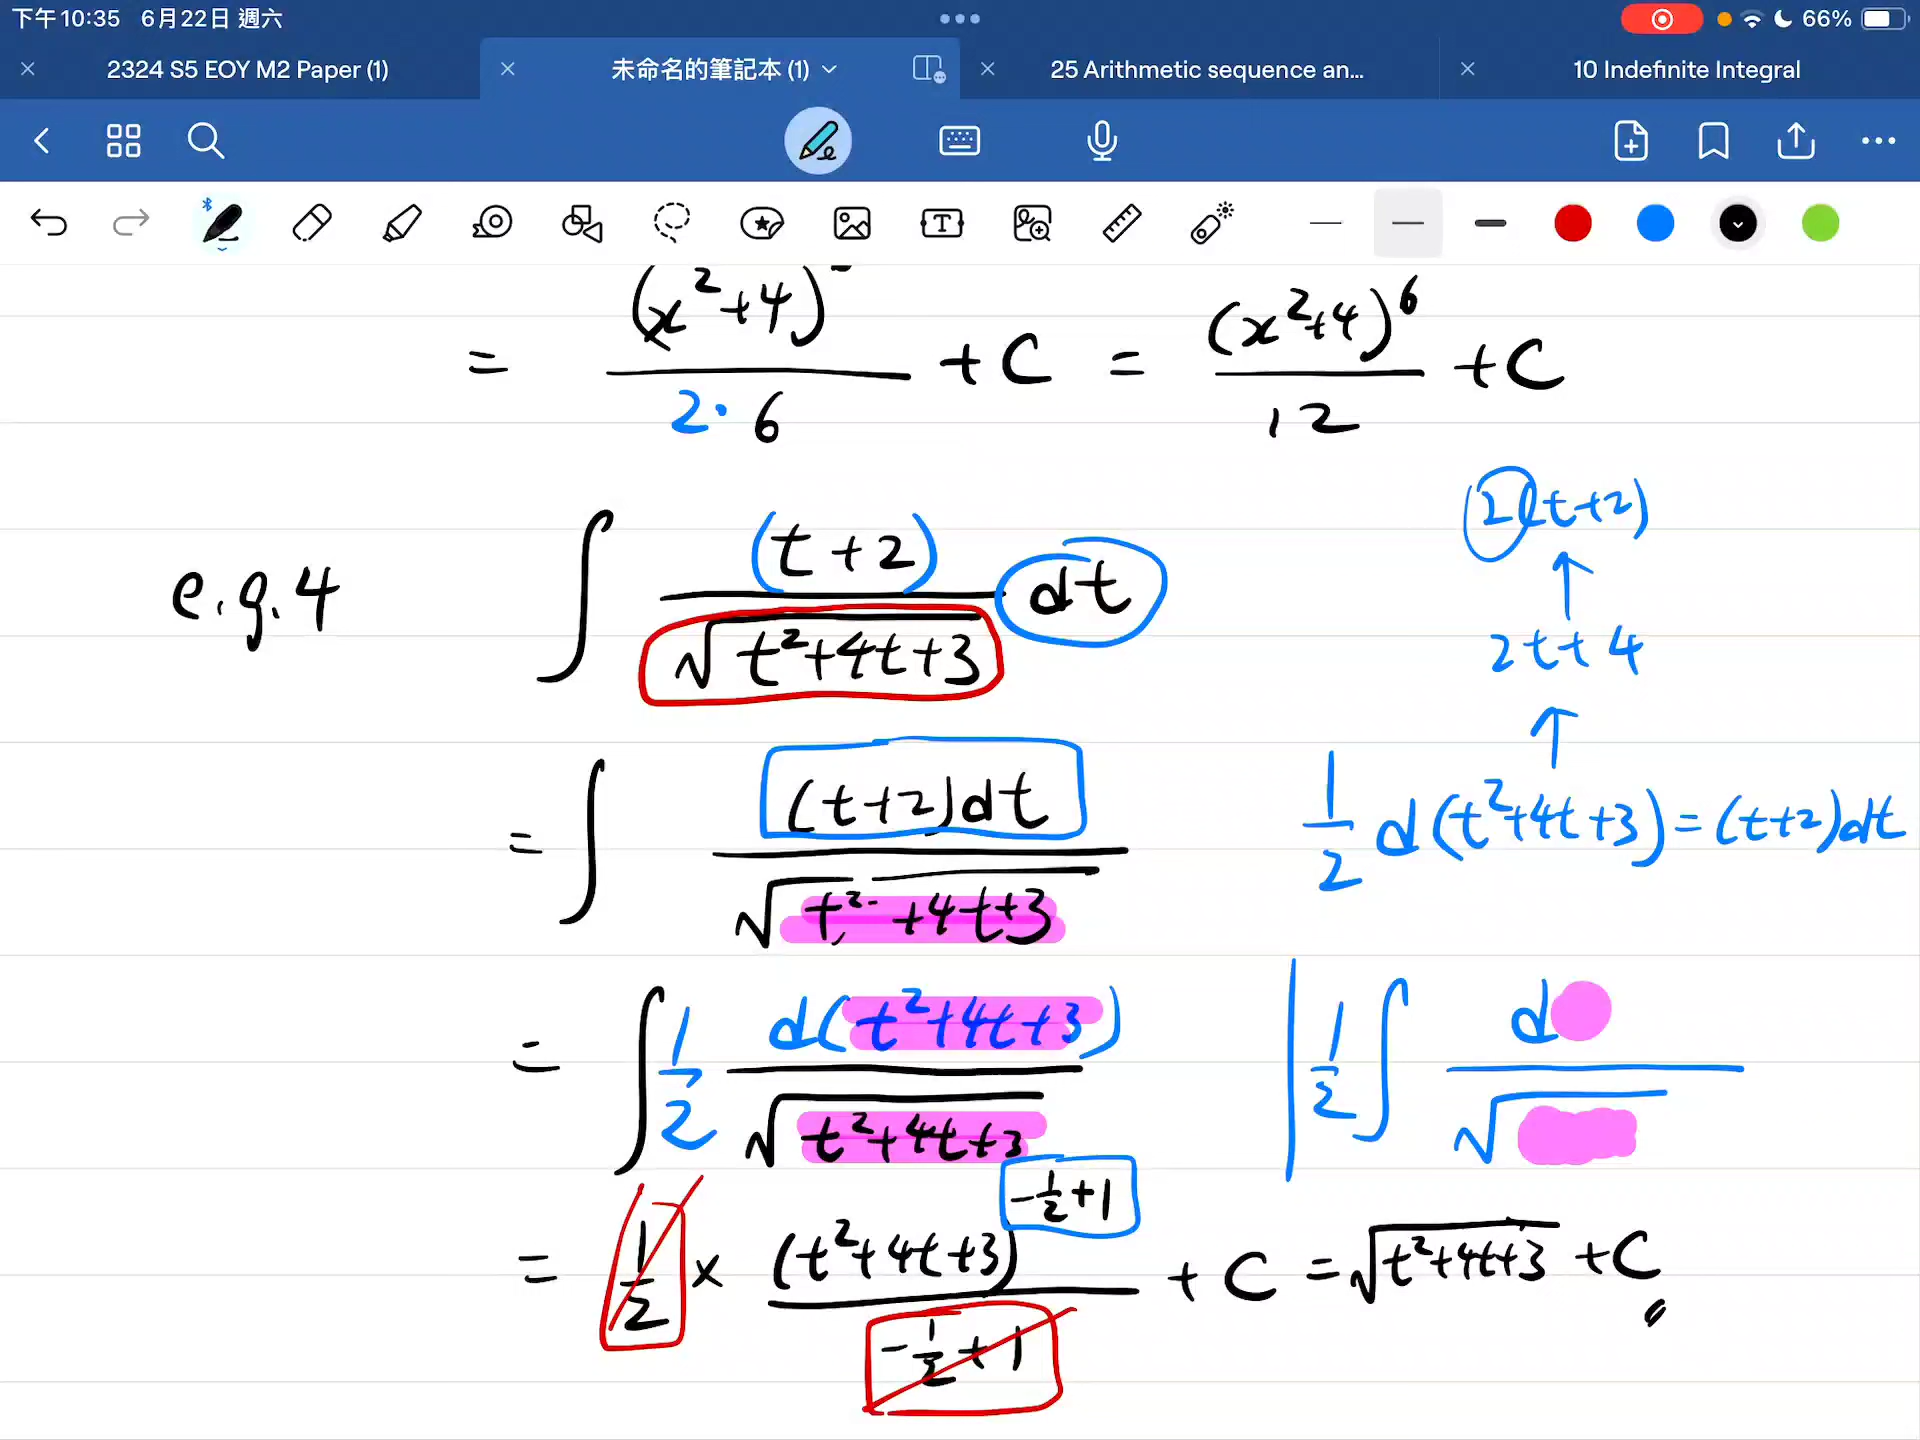 下午10:35 6月22日 週六 66%
2324 S5 EOY M2 Paper (1) 未命名的筆記本 (1) 25 Arithmetic sequence an... 10 Indefinite Integral
= (x²+4) / 2·6 + C = (x²+4)⁶ / 12 + C
2(t+2)
↑
e.g.4 ∫ (t+2) / √(t²+4t+3) dt
2t+4
↑
= ∫ (t+2)dt / √(t²+4t+3)
1/2 d(t²+4t+3) = (t+2)dt
= ∫ 1/2 d(t²+4t+3) / √(t²+4t+3)
1/2 ∫ d / √
= 1/2 × (t²+4t+3)^(-1/2+1) / (-1/2+1) + C = √(t²+4t+3) + C